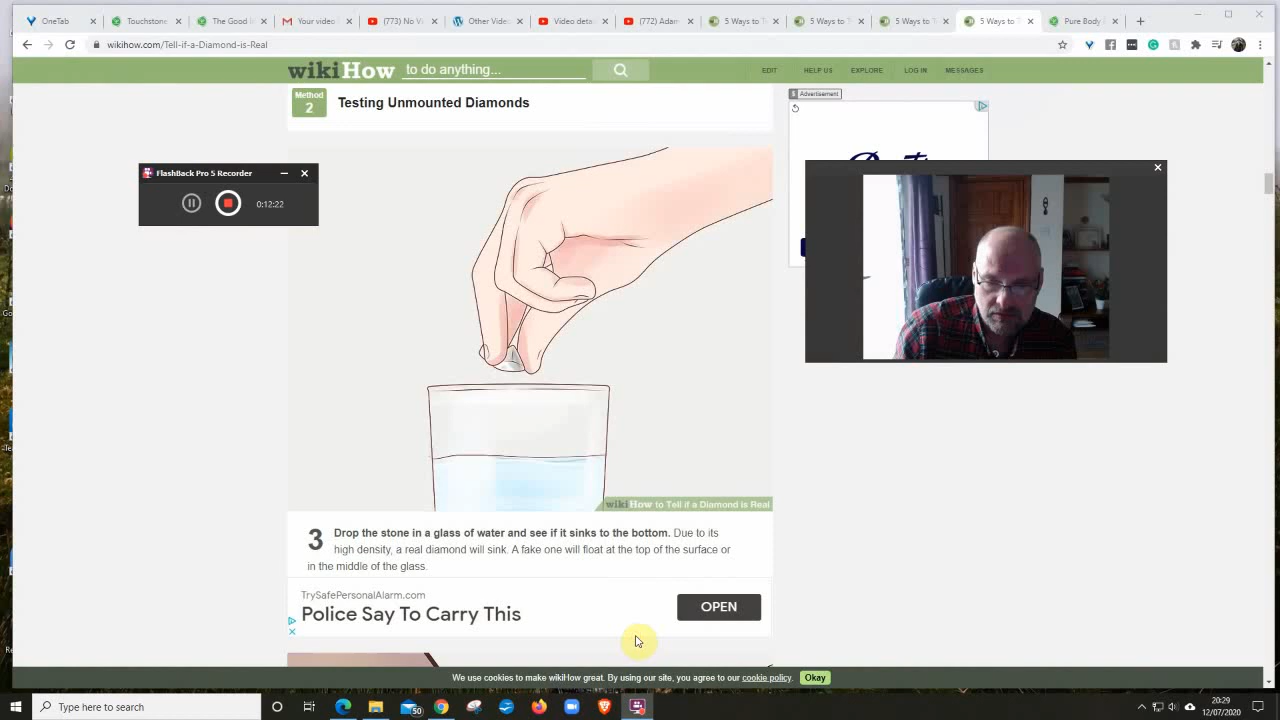 OneTab
Touchstone
The Good In
Your video
(773) No Vi
Other Video
Video detai
(772) Adam
5 Ways to T
5 Ways to T
5 Ways to T
5 Ways to T
Pure Body
wikihow.com/Tell-if-a-Diamond-is-Real
wikiHow to do anything...
EDIT
HELP US
EXPLORE
LOG IN
MESSAGES
Method
2
Testing Unmounted Diamonds
Advertisement
FlashBack Pro 5 Recorder
0:12:22
wikiHow to Tell if a Diamond is Real
3 Drop the stone in a glass of water and see if it sinks to the bottom. Due to its
high density, a real diamond will sink. A fake one will float at the top of the surface or
in the middle of the glass.
TrySafePersonalAlarm.com
Police Say To Carry This
OPEN
We use cookies to make wikiHow great. By using our site, you agree to our cookie policy.
Okay
Type here to search
50
20:29
12/07/2020